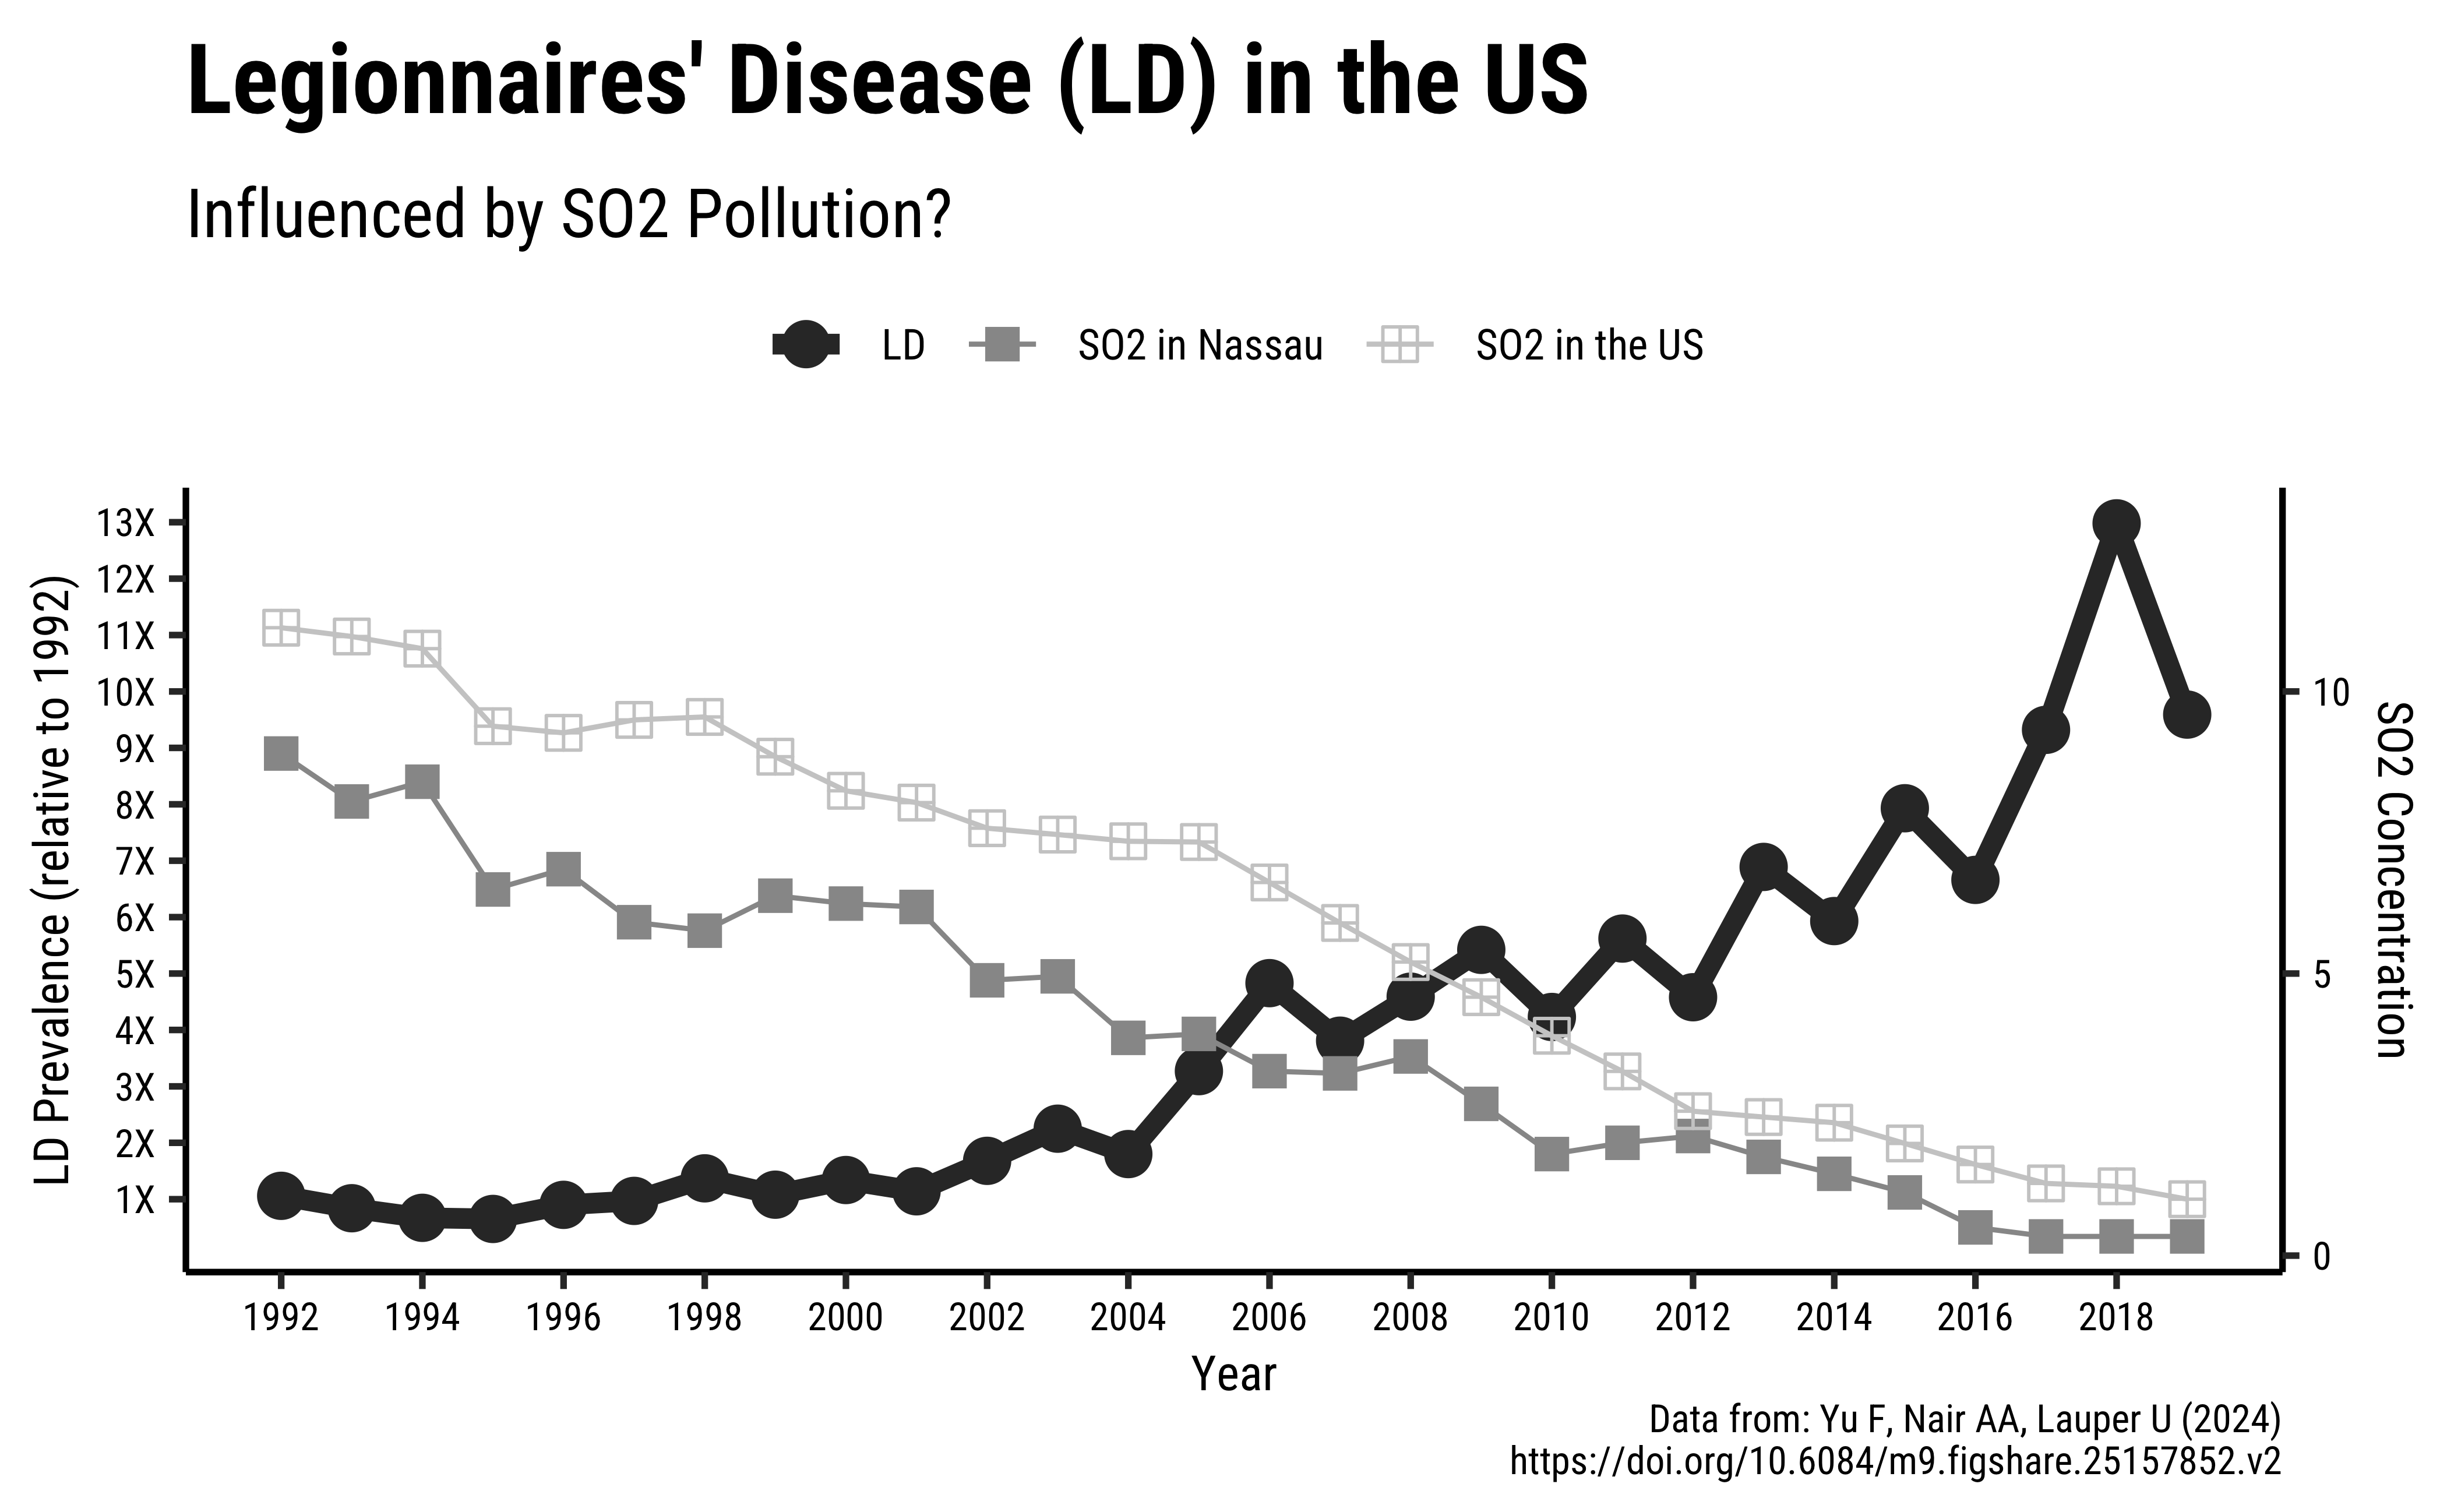 Legionnaires' Disease (LD) in the US
Influenced by SO2 Pollution?
LD
SO2 in Nassau
SO2 in the US
LD Prevalence (relative to 1992)
13X
12X
11X
10X
9X
8X
7X
6X
5X
4X
3X
2X
1X
10
5
0
SO2 Concentration
1992
1994
1996
1998
2000
2002
2004
2006
2008
2010
2012
2014
2016
2018
Year
Data from: Yu F, Nair AA, Lauper U (2024)
https://doi.org/10.6084/m9.figshare.25157852.v2